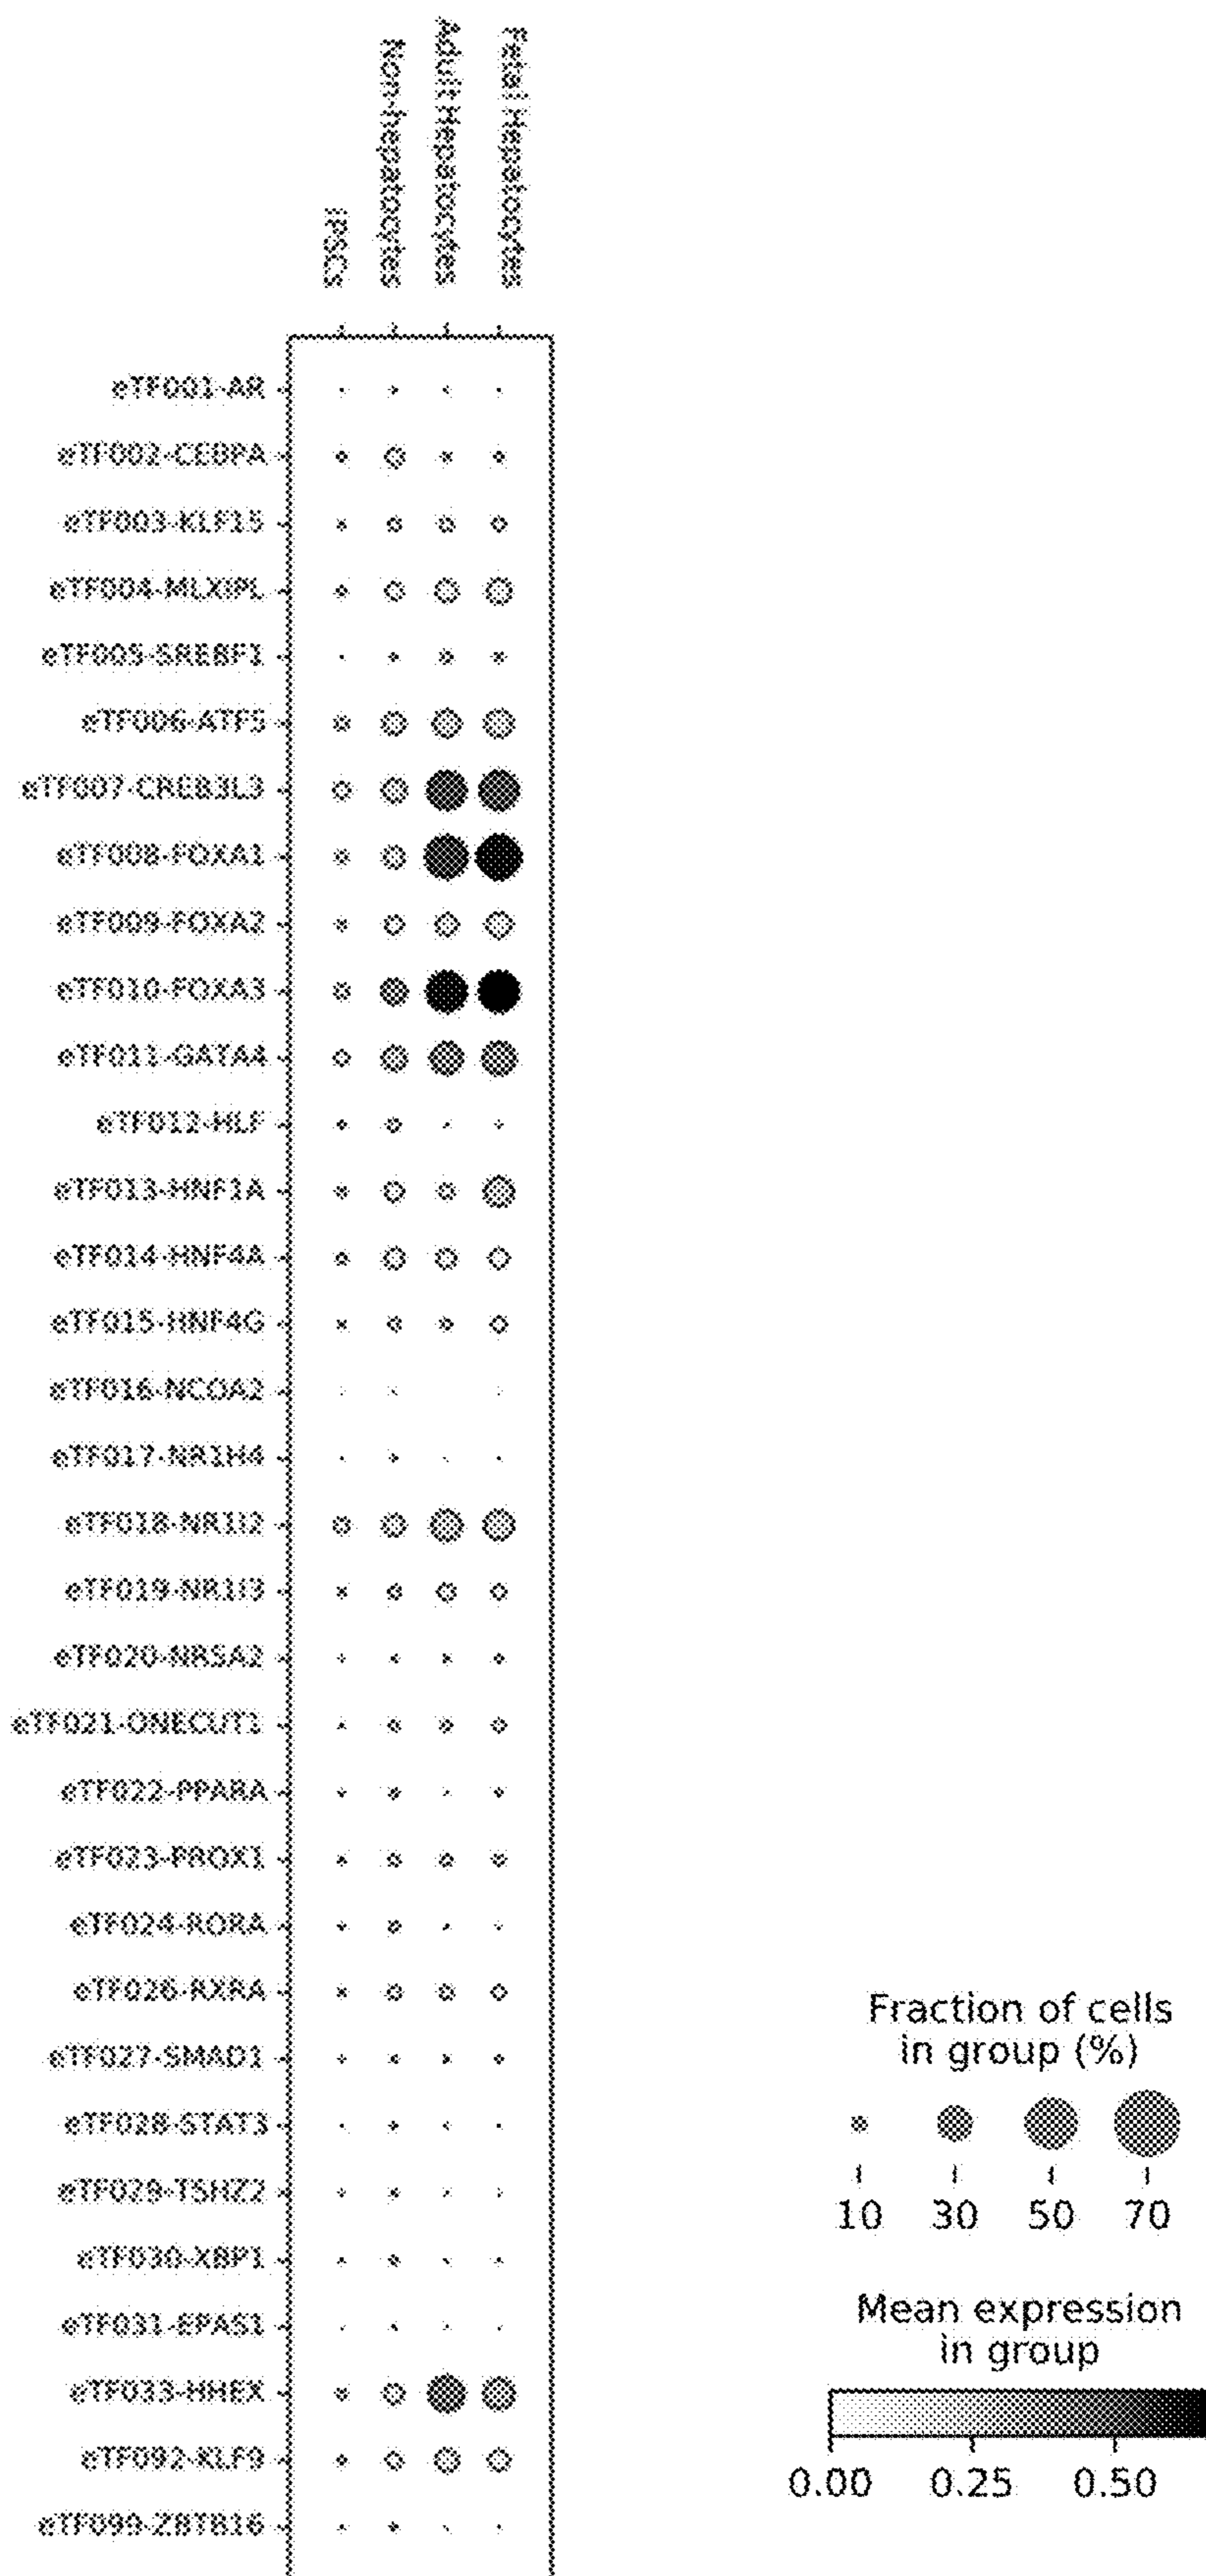 iPSCs
Non-hepatocytes
Adult Hepatocytes
Fetal Hepatocytes
eTF001-AR
eTF002-CEBPA
eTF003-KLF15
eTF004-MLXIPL
eTF005-SREBF1
eTF006-ATF5
eTF007-CREB3L3
eTF008-FOXA1
eTF009-FOXA2
eTF010-FOXA3
eTF011-GATA4
eTF012-HLF
eTF013-HNF1A
eTF014-HNF4A
eTF015-HNF4G
eTF016-NCOA2
eTF017-NR1H4
eTF018-NR1I2
eTF019-NR1I3
eTF020-NR5A2
eTF021-ONECUT1
eTF022-PPARA
eTF023-PROX1
eTF024-RORA
eTF026-RXRA
eTF027-SMAD1
eTF028-STAT3
eTF029-TSHZ2
eTF030-XBP1
eTF031-EPAS1
eTF033-HHEX
eTF092-KLF9
eTF099-ZBTB16
Fraction of cells
in group (%)
10 30 50 70
Mean expression
in group
0.00 0.25 0.50